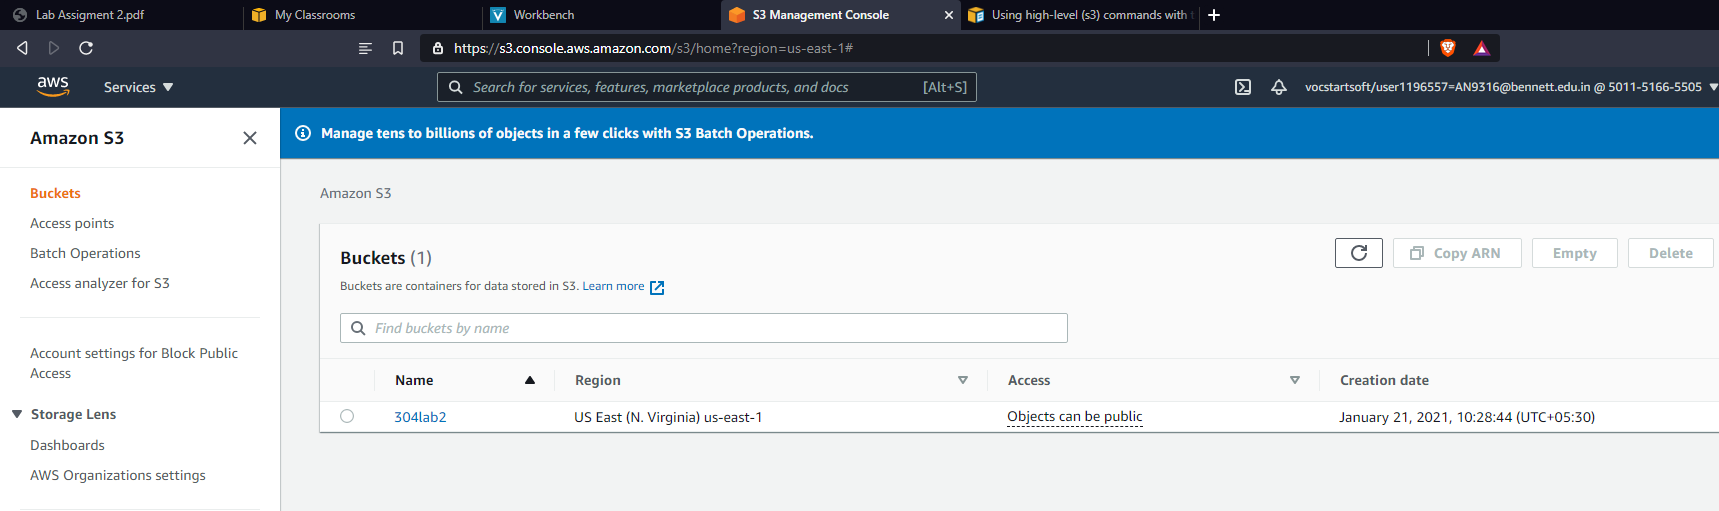 Lab Assigment 2.pdf
My Classrooms
Workbench
S3 Management Console
Using high-level (s3) commands with t
https://s3.console.aws.amazon.com/s3/home?region=us-east-1#
aws
Services
Search for services, features, marketplace products, and docs
[Alt+S]
vocstartsoft/user1196557=AN9316@bennett.edu.in @ 5011-5166-5505
Amazon S3
Manage tens to billions of objects in a few clicks with S3 Batch Operations.
Buckets
Access points
Batch Operations
Access analyzer for S3
Account settings for Block Public
Access
Storage Lens
Dashboards
AWS Organizations settings
Amazon S3
Buckets (1)
Copy ARN
Empty
Delete
Buckets are containers for data stored in S3. Learn more
Find buckets by name
Name
Region
Access
Creation date
304lab2
US East (N. Virginia) us-east-1
Objects can be public
January 21, 2021, 10:28:44 (UTC+05:30)